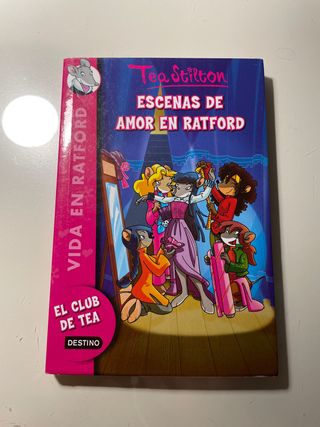 Tea Stilton
ESCENAS DE
AMOR EN RATFORD
VIDA EN RATFORD
EL CLUB
DE TEA
DESTINO